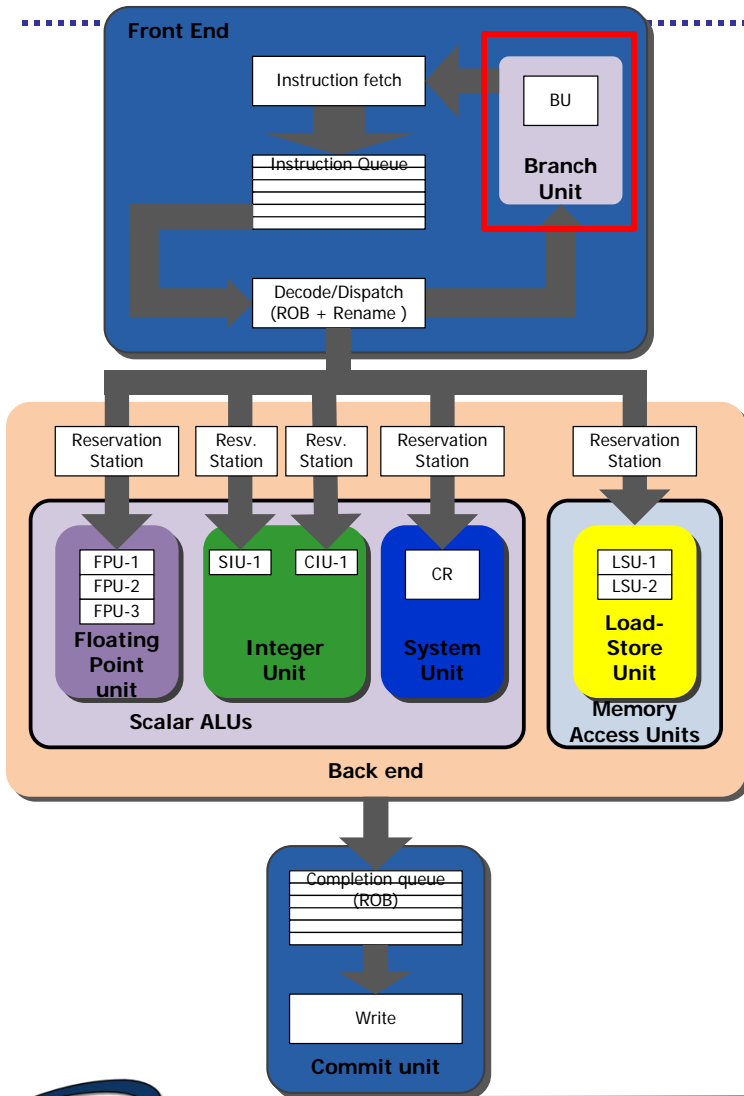 Front End
Instruction fetch
BU
Instruction Queue
Branch
Unit
Decode/Dispatch
(ROB + Rename )
Reservation
Station
Resv.
Station
Resv.
Station
Reservation
Station
Reservation
Station
FPU-1
FPU-2
FPU-3
Floating
Point
unit
SIU-1
CIU-1
Integer
Unit
CR
System
Unit
LSU-1
LSU-2
Load-
Store
Unit
Scalar ALUs
Memory
Access Units
Back end
Completion queue
(ROB)
Write
Commit unit